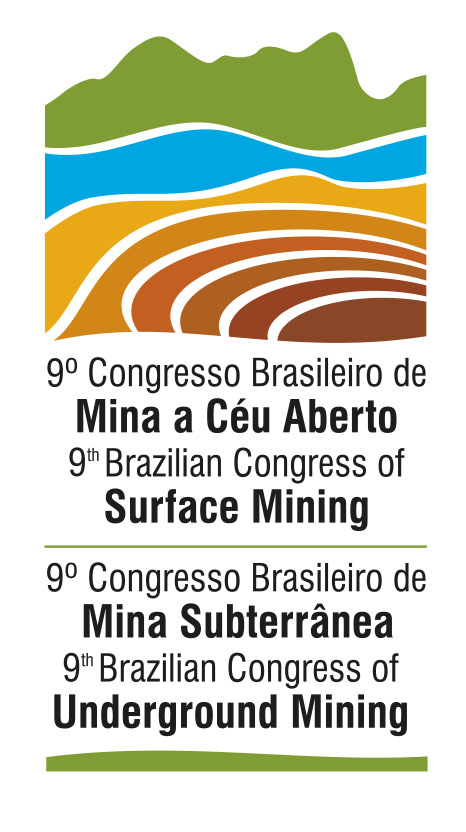 9º Congresso Brasileiro de
Mina a Céu Aberto
9th Brazilian Congress of
Surface Mining
9º Congresso Brasileiro de
Mina Subterrânea
9th Brazilian Congress of
Underground Mining